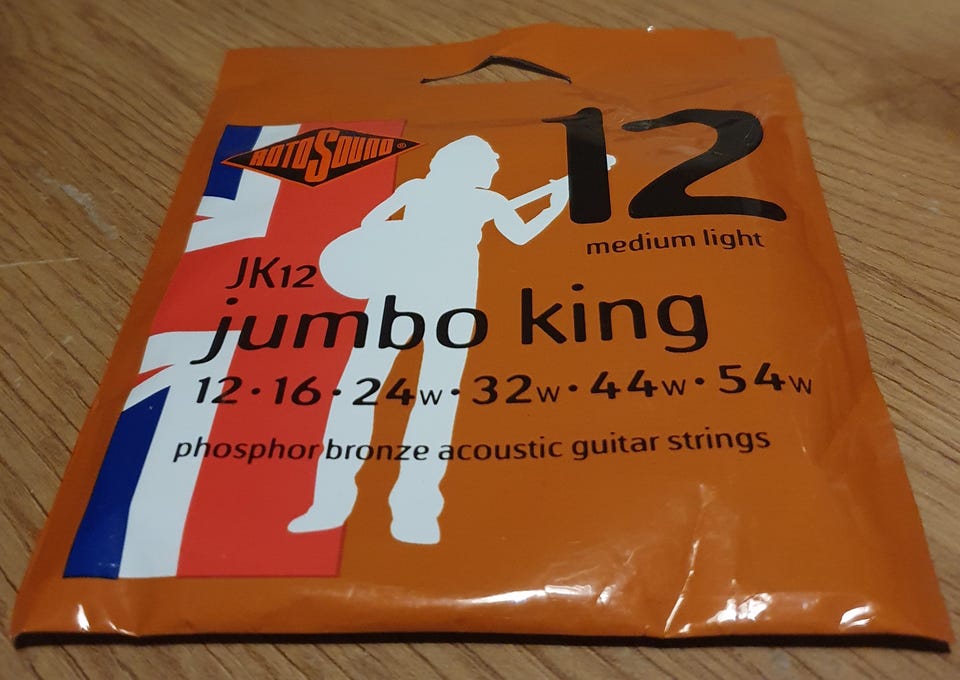 ROTOSOUND®
12
medium light
JK12
jumbo king
12·16·24w·32w·44w·54w
phosphor bronze acoustic guitar strings